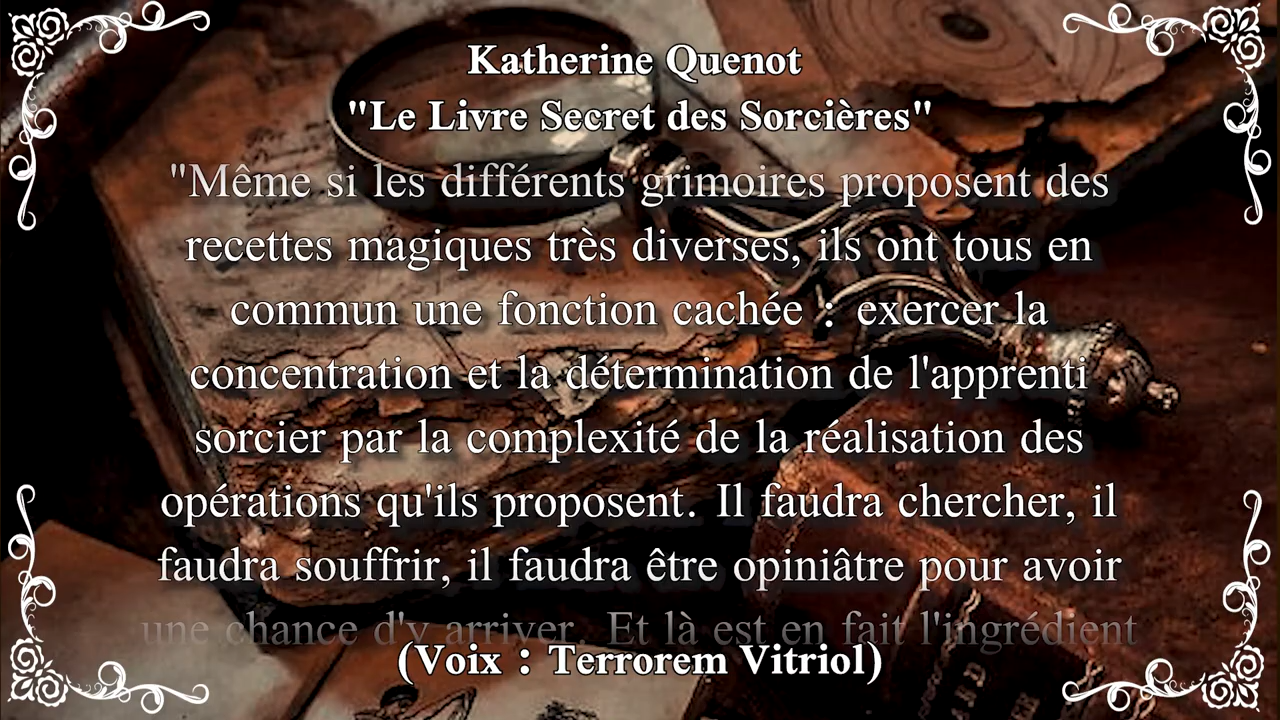 Katherine Quenot
"Le Livre Secret des Sorcières"
"Même si les différents grimoires proposent des
recettes magiques très diverses, ils ont tous en
commun une fonction cachée : exercer la
concentration et la détermination de l'apprenti
sorcier par la complexité de la réalisation des
opérations qu'ils proposent. Il faudra chercher, il
faudra souffrir, il faudra être opiniâtre pour avoir
une chance d'y arriver. Et là est en fait l'ingrédient
(Voix : Terrorem Vitriol)